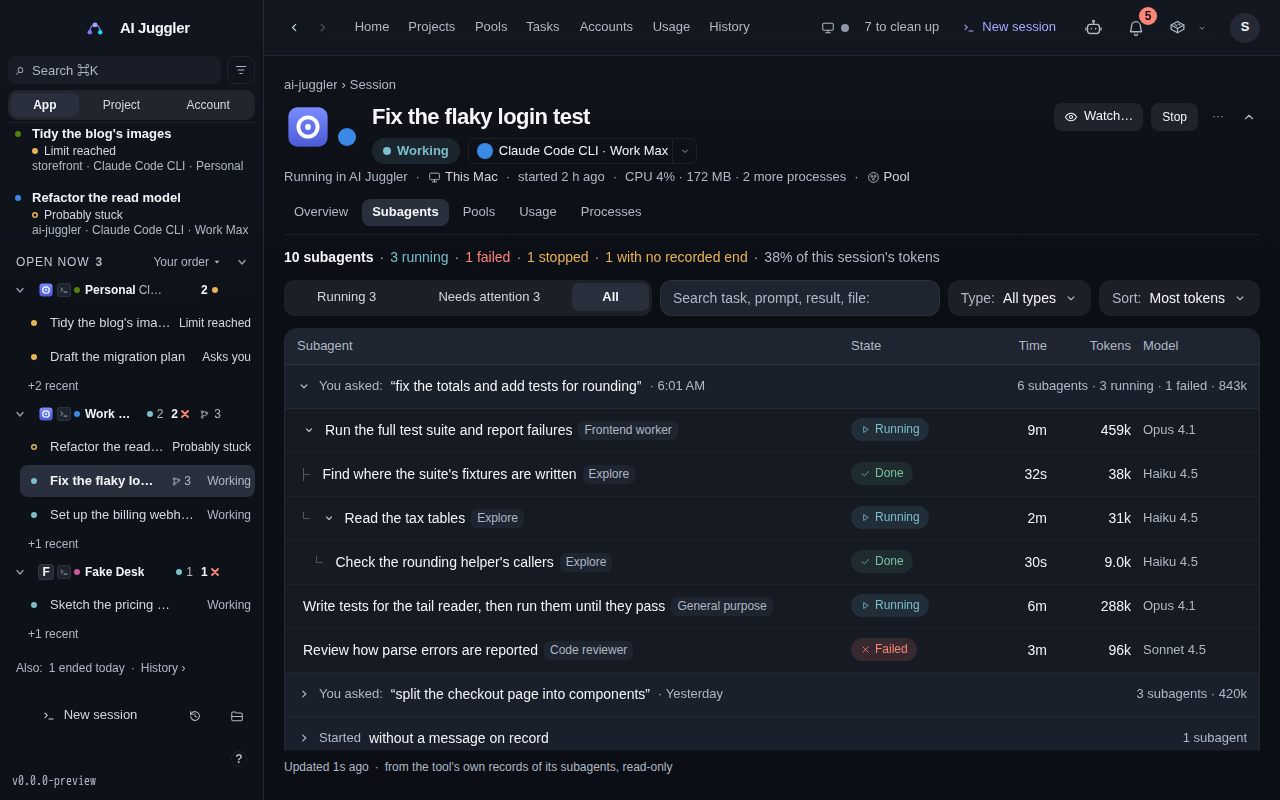 AI Juggler
Search ⌘K
App Project Account
Tidy the blog's images
Limit reached
storefront · Claude Code CLI · Personal
Refactor the read model
Probably stuck
ai-juggler · Claude Code CLI · Work Max
OPEN NOW 3 Your order
Personal Cl… 2
Tidy the blog's ima… Limit reached
Draft the migration plan Asks you
+2 recent
Work … 2 2 3
Refactor the read… Probably stuck
Fix the flaky lo… 3 Working
Set up the billing webh… Working
+1 recent
F Fake Desk 1 1
Sketch the pricing … Working
+1 recent
Also: 1 ended today · History ›
New session
?
v0.0.0-preview
Home Projects Pools Tasks Accounts Usage History
7 to clean up
New session
5
S
ai-juggler › Session
Fix the flaky login test
Watch… Stop ···
Working Claude Code CLI · Work Max
Running in AI Juggler · This Mac · started 2 h ago · CPU 4% · 172 MB · 2 more processes · Pool
Overview Subagents Pools Usage Processes
10 subagents · 3 running · 1 failed · 1 stopped · 1 with no recorded end · 38% of this session's tokens
Running 3 Needs attention 3 All
Search task, prompt, result, file:
Type: All types Sort: Most tokens
Subagent State Time Tokens Model
You asked: “fix the totals and add tests for rounding” · 6:01 AM 6 subagents · 3 running · 1 failed · 843k
Run the full test suite and report failures Frontend worker Running 9m 459k Opus 4.1
Find where the suite's fixtures are written Explore Done 32s 38k Haiku 4.5
Read the tax tables Explore Running 2m 31k Haiku 4.5
Check the rounding helper's callers Explore Done 30s 9.0k Haiku 4.5
Write tests for the tail reader, then run them until they pass General purpose Running 6m 288k Opus 4.1
Review how parse errors are reported Code reviewer Failed 3m 96k Sonnet 4.5
You asked: “split the checkout page into components” · Yesterday 3 subagents · 420k
Started without a message on record 1 subagent
Updated 1s ago · from the tool's own records of its subagents, read-only